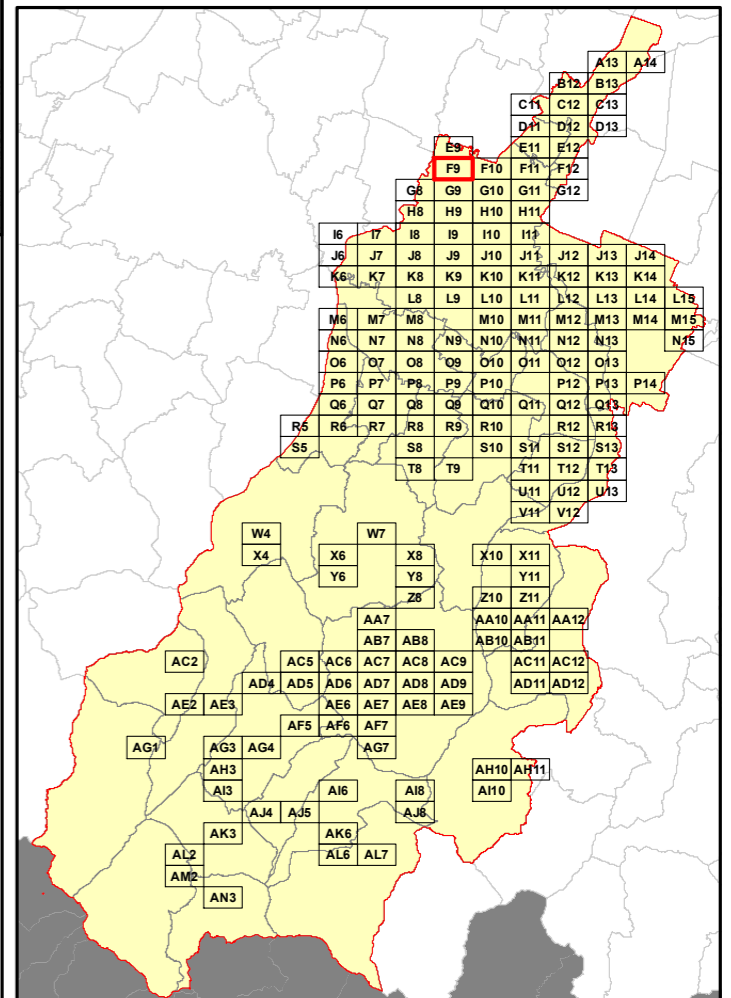 A13 A14
B12 B13
C11 C12 C13
D11 D12 D13
E9 E11 E12
F9 F10 F11 F12
G8 G9 G10 G11 G12
H8 H9 H10 H11
I6 I7 I8 I9 I10 I11
J6 J7 J8 J9 J10 J11 J12 J13 J14
K6 K7 K8 K9 K10 K11 K12 K13 K14
L8 L9 L10 L11 L12 L13 L14 L15
M6 M7 M8 M10 M11 M12 M13 M14 M15
N6 N7 N8 N9 N10 N11 N12 N13 N15
O6 O7 O8 O9 O10 O11 O12 O13
P6 P7 P8 P9 P10 P12 P13 P14
Q6 Q7 Q8 Q9 Q10 Q11 Q12 Q13
R5 R6 R7 R8 R9 R10 R12 R13
S5 S8 S10 S11 S12 S13
T8 T9 T11 T12 T13
U11 U12 U13
V11 V12
W4 W7
X4 X6 X8 X10 X11
Y6 Y8 Y11
Z8 Z10 Z11
AA7 AA10 AA11 AA12
AB7 AB8 AB10 AB11
AC2 AC5 AC6 AC7 AC8 AC9 AC11 AC12
AD4 AD5 AD6 AD7 AD8 AD9 AD11 AD12
AE2 AE3 AE6 AE7 AE8 AE9
AF5 AF6 AF7
AG1 AG3 AG4 AG7
AH3 AH10 AH11
AI3 AI6 AI8 AI10
AJ4 AJ5 AJ8
AK3 AK6
AL2 AL6 AL7
AM2
AN3